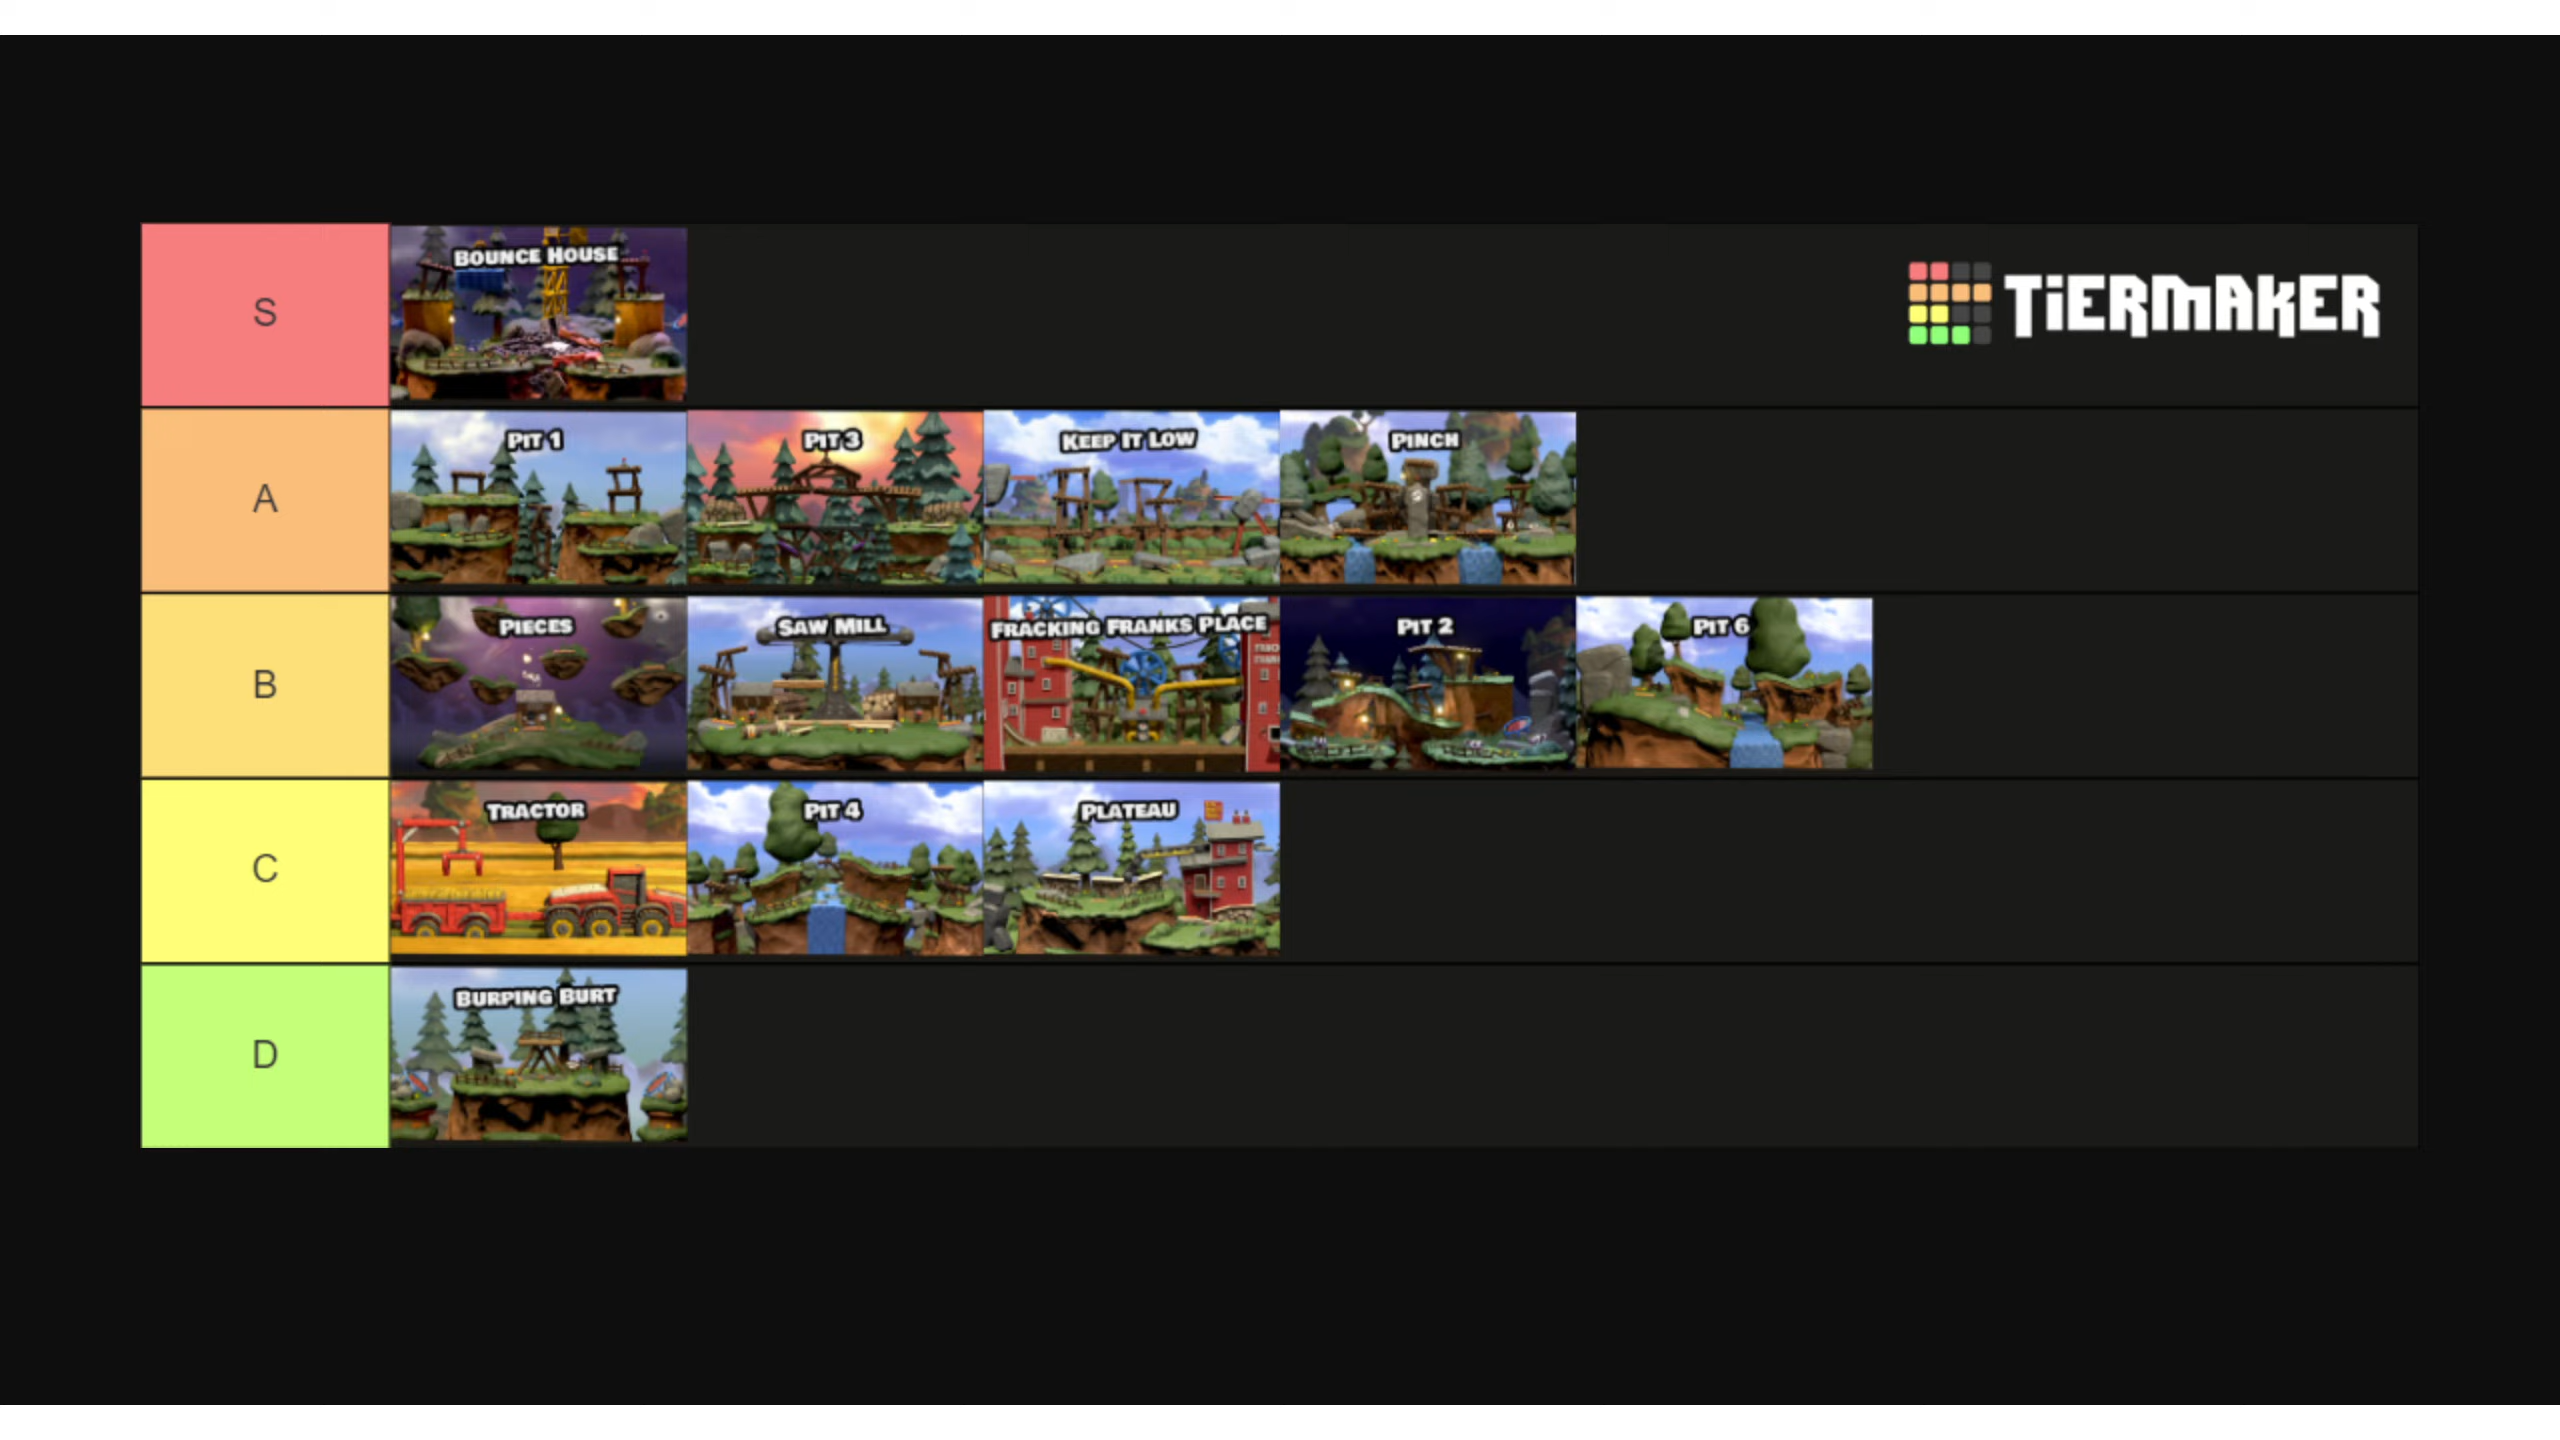 S
BOUNCE HOUSE
TiERMAKER
A
PIT 1
PIT 3
KEEP IT LOW
PINCH
B
PIECES
SAW MILL
FRACKING FRANKS PLACE
PIT 2
PIT 6
C
TRACTOR
PIT 4
PLATEAU
D
BURPING BURT